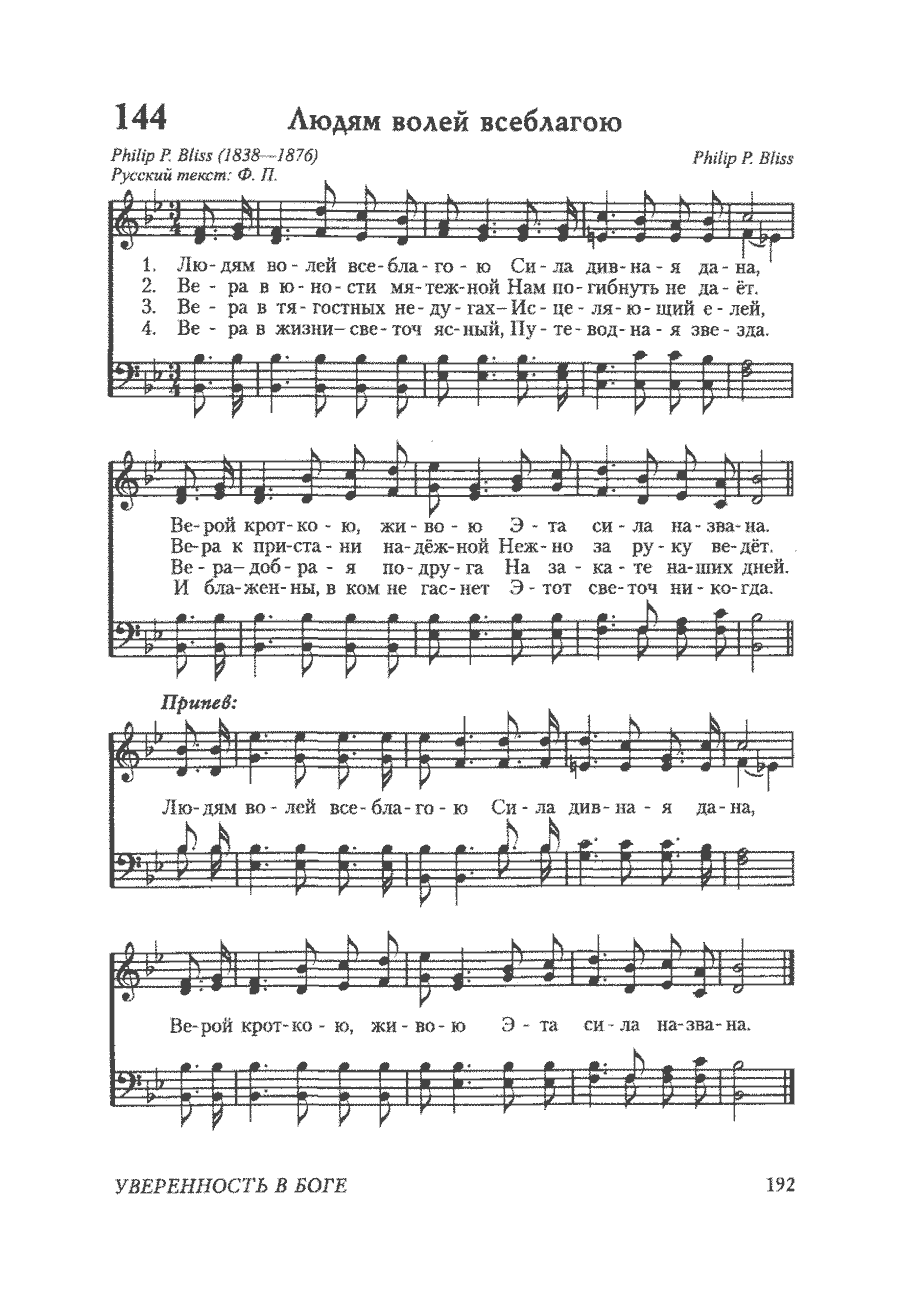 144 Людям волей всеблагою
Philip P. Bliss (1838—1876) Philip P. Bliss
Русский текст: Ф. П.
1. Лю- дям во - лей все- бла - го - ю Си - ла див- на - я да - на,
2. Ве - ра в ю - но- сти мя- теж-ной Нам по- гибнуть не да - ёт.
3. Ве - ра в тя - гостных не- ду - гах– Ис - це - ля- ю - щий е - лей,
4. Ве - ра в жизни– све- точ яс-ный, Пу - те - вод- на - я зве - зда.
Ве- рой крот- ко - ю, жи - во - ю Э - та си - ла на - зва- на.
Ве-ра к при-ста - ни на-дёж-ной Неж- но за ру - ку ве- дёт.
Ве - ра– доб - ра - я по - дру - га На за - ка - те на-ших дней.
И бла-жен- ны, в ком не гас-нет Э - тот све-точ ни - ко-гда.
Припев:
Лю- дям во - лей все- бла- го - ю Си - ла див- на - я да - на,
Ве- рой крот-ко - ю, жи - во - ю Э - та си - ла на-зва- на.
УВЕРЕННОСТЬ В БОГЕ 192